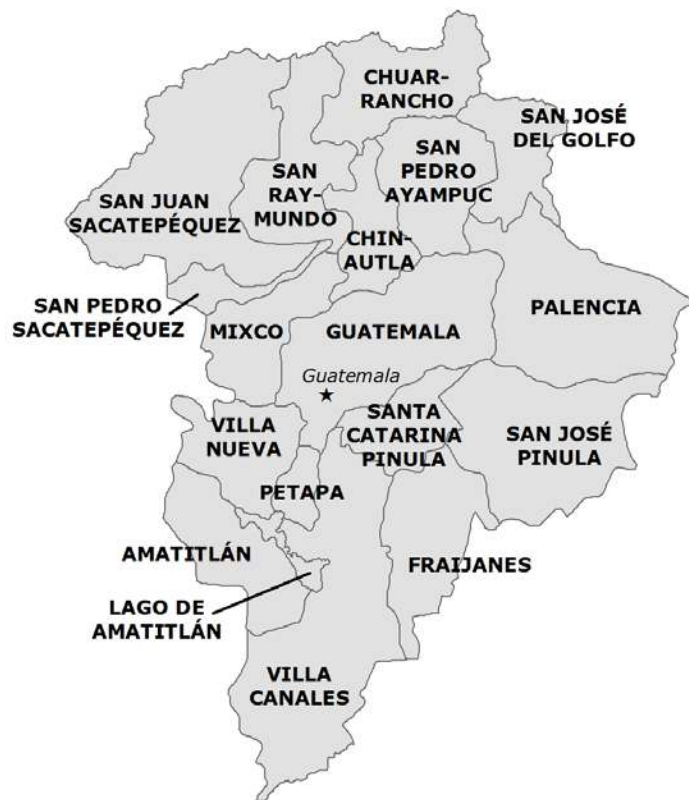 CHUAR-
RANCHO
SAN JOSÉ
DEL GOLFO
SAN
PEDRO
AYAMPUC
SAN
RAY-
MUNDO
SAN JUAN
SACATEPÉQUEZ
CHIN-
AUTLA
SAN PEDRO
SACATEPÉQUEZ
MIXCO
GUATEMALA
PALENCIA
Guatemala
SANTA
CATARINA
PINULA
VILLA
NUEVA
SAN JOSÉ
PINULA
PETAPA
AMATITLÁN
FRAIJANES
LAGO DE
AMATITLÁN
VILLA
CANALES